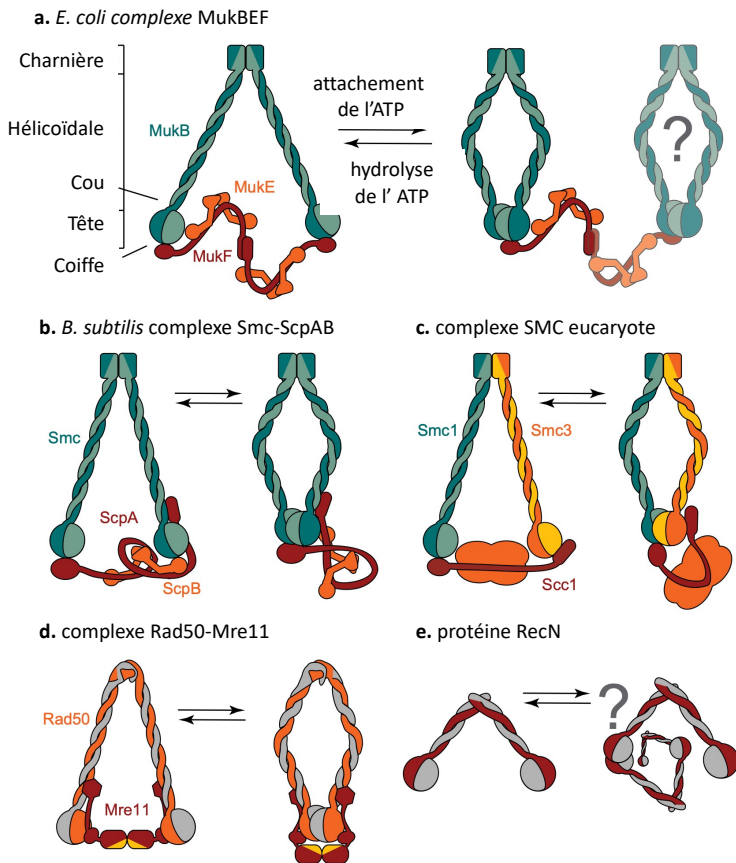 a. E. coli complexe MukBEF
Charnière
Hélicoïdale
Cou
Tête
Coiffe
MukB
MukE
MukF
attachement
de l'ATP
hydrolyse
de l' ATP
?
b. B. subtilis complexe Smc-ScpAB
Smc
ScpA
ScpB
c. complexe SMC eucaryote
Smc1
Smc3
Scc1
d. complexe Rad50-Mre11
Rad50
Mre11
e. protéine RecN
?